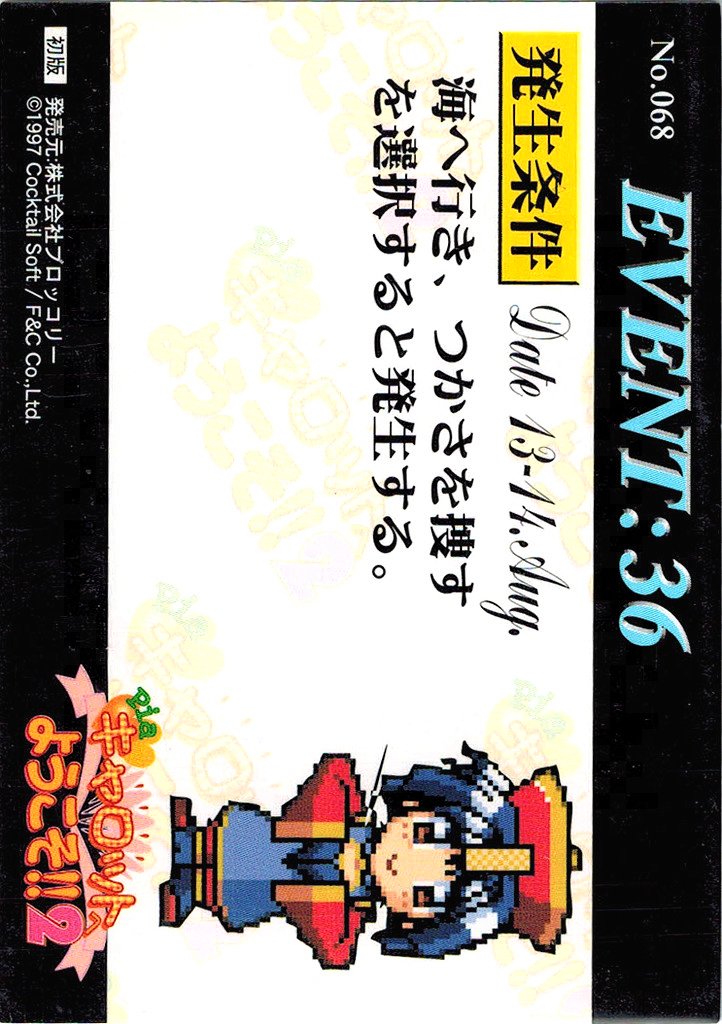 No.068
EVENT:36
発生条件
Date 13-14, Aug.
海へ行き、つかさを捜す
を選択すると発生する。
初版
発売元:株式会社ブロッコリー
©1997 Cocktail Soft / F&C Co.,Ltd.
pia
キャロットへ
ようこそ!!2